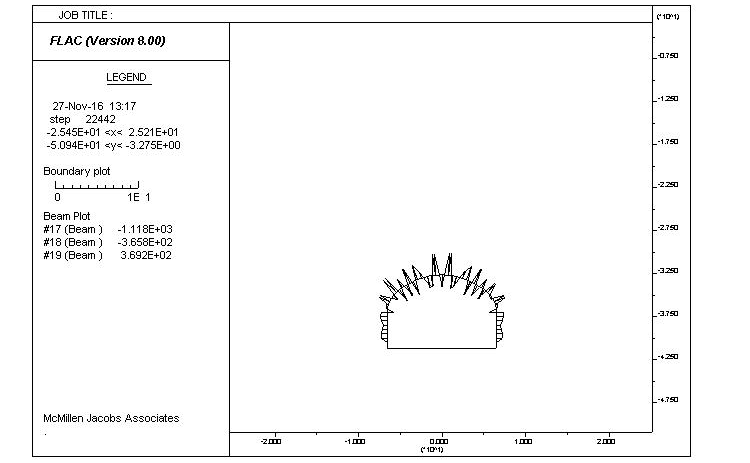 JOB TITLE :
FLAC (Version 8.00)
LEGEND
27-Nov-16 13:17
step 22442
-2.545E+01 <x< 2.521E+01
-5.094E+01 <y< -3.275E+00
Boundary plot
0 1E 1
Beam Plot
#17 (Beam ) -1.118E+03
#18 (Beam ) -3.658E+02
#19 (Beam ) 3.692E+02
McMillen Jacobs Associates
(*10^1)
-0.750
-1.250
-1.750
-2.250
-2.750
-3.250
-3.750
-4.250
-4.750
-2.000 -1.000 0.000 1.000 2.000
(*10^1)